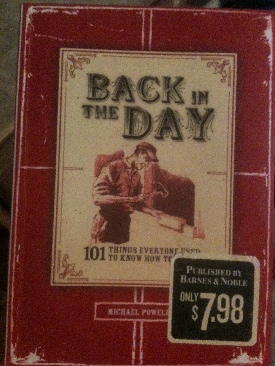 BACK IN
THE DAY
101 THINGS EVERYONE USED
TO KNOW HOW TO
MICHAEL POWELL
PUBLISHED BY
BARNES & NOBLE
ONLY
$7.98